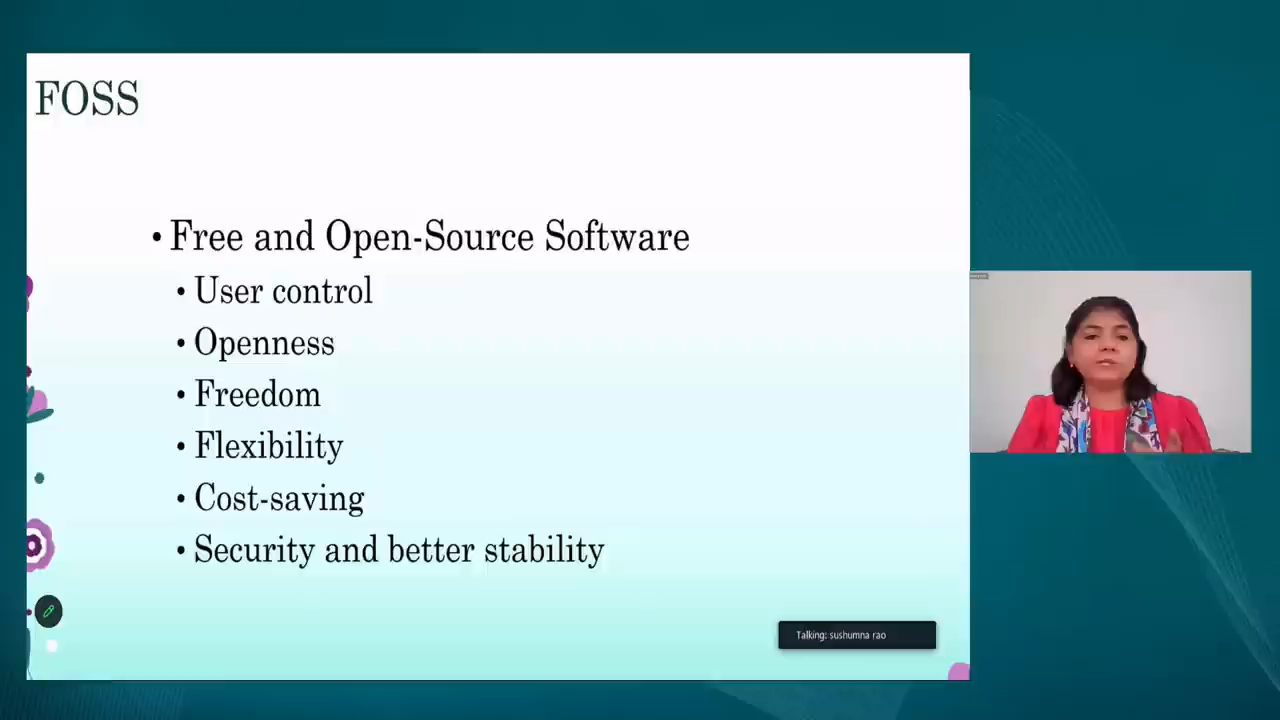 FOSS
• Free and Open-Source Software
• User control
• Openness
• Freedom
• Flexibility
• Cost-saving
• Security and better stability
Talking: sushumna rao